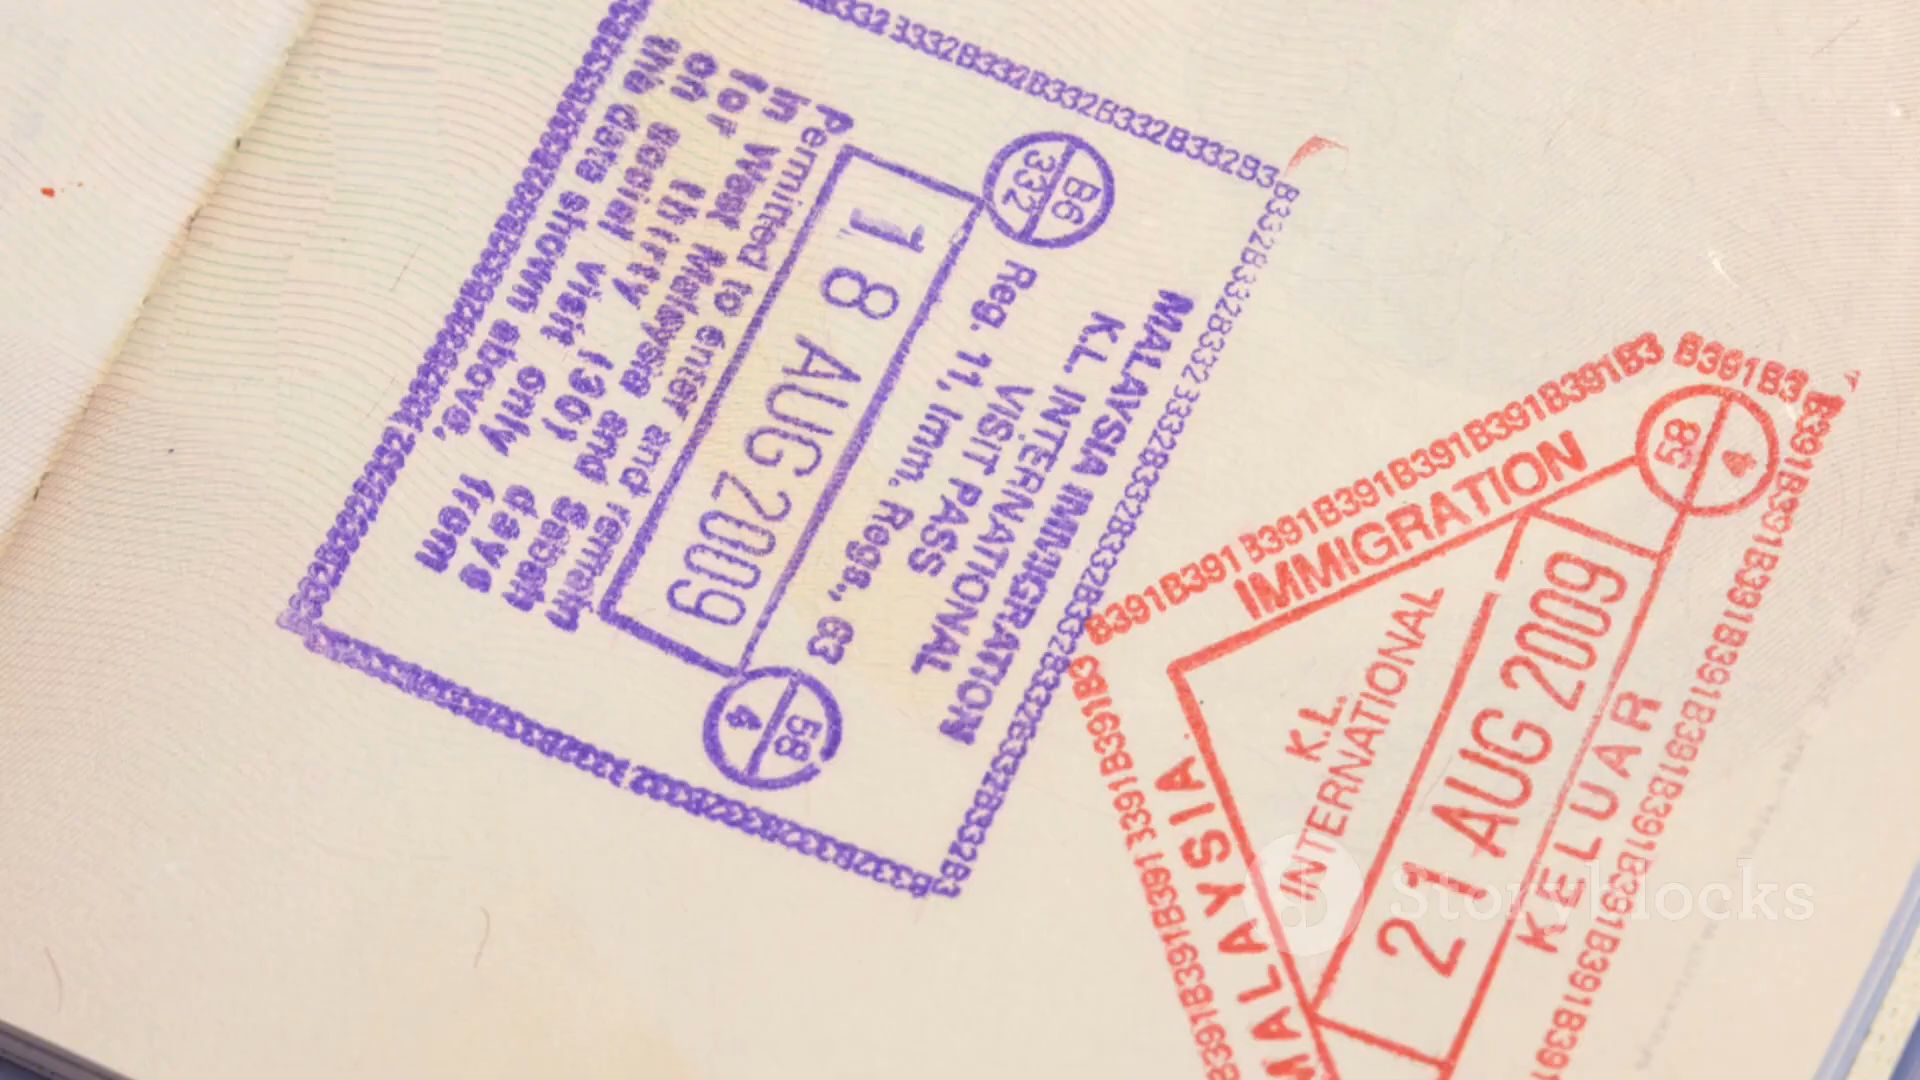 B332B332B332B332B332B332B332B3
MALAYSIA IMMIGRATION
K.L. INTERNATIONAL
VISIT PASS
Reg. 11, Imm. Regs., 63
B6
332
18 AUG 2009
58
4
Permitted to enter and remain
in West Malaysia and Sabah
for thirty (30) days
on social visit only from
the date shown above.
B391B391B391B391B391B391B391B3
IMMIGRATION
58
4
K.L.
INTERNATIONAL
21 AUG 2009
KELUAR
MALAYSIA
Storyblocks